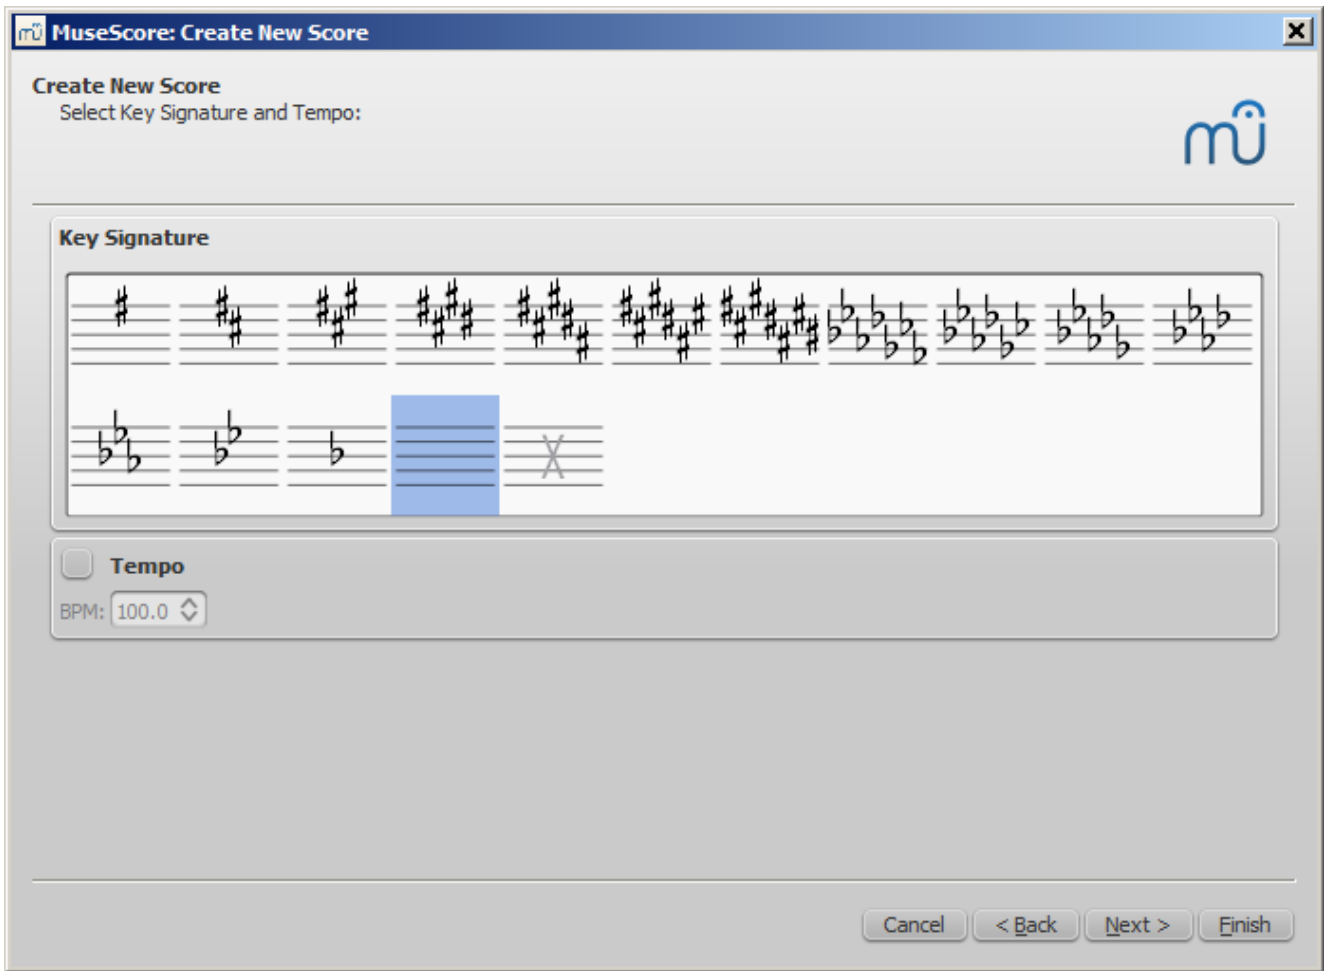 MuseScore: Create New Score
Create New Score
Select Key Signature and Tempo:
Key Signature
Tempo
BPM: 100.0
Cancel
< Back
Next >
Finish